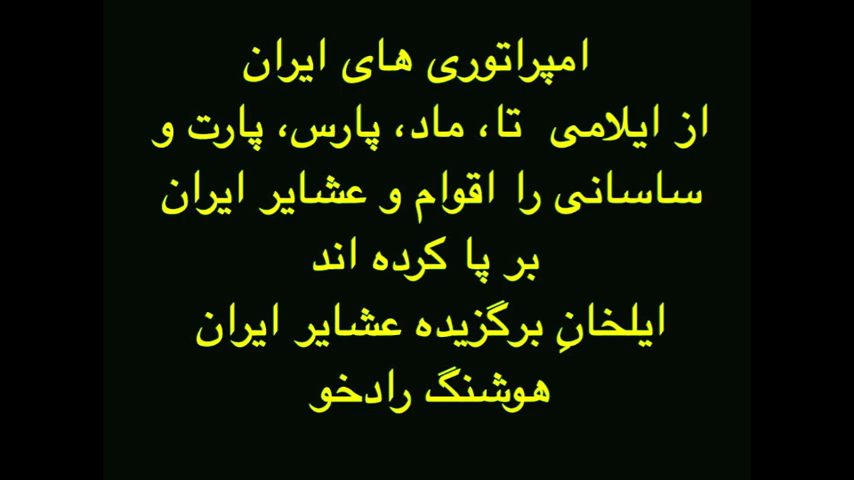 امپراتوری های ایران
از ایلامی تا، ماد، پارس، پارت و
ساسانی را اقوام و عشایر ایران
بر پا کرده اند
ایلخانِ برگزیده عشایر ایران
هوشنگ رادخو